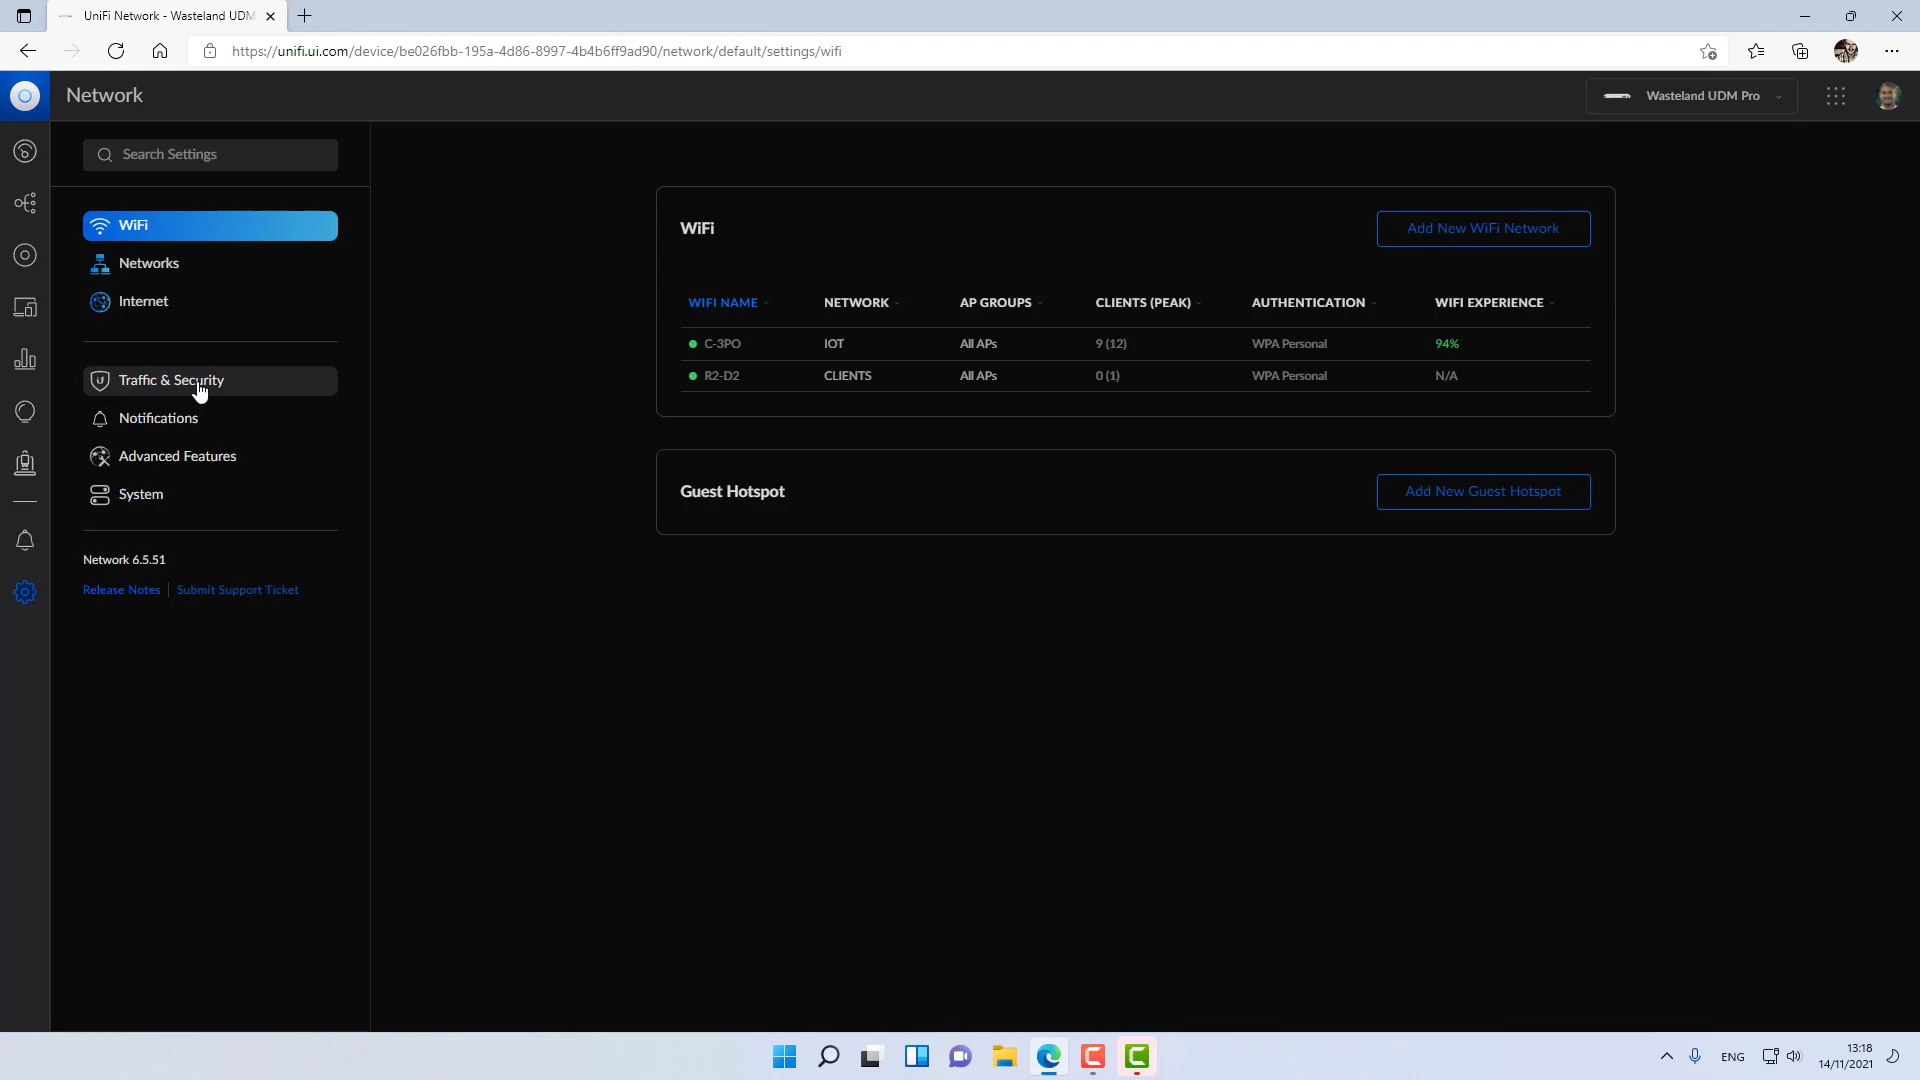 UniFi Network - Wasteland UDM
https://unifi.ui.com/device/be026fbb-195a-4d86-8997-4b4b6ff9ad90/network/default/settings/wifi
Network
Wasteland UDM Pro
Search Settings
WiFi
Networks
Internet
Traffic & Security
Notifications
Advanced Features
System
Network 6.5.51
Release Notes | Submit Support Ticket
WiFi
Add New WiFi Network
WIFI NAME NETWORK AP GROUPS CLIENTS (PEAK) AUTHENTICATION WIFI EXPERIENCE
C-3PO IOT All APs 9 (12) WPA Personal 94%
R2-D2 CLIENTS All APs 0 (1) WPA Personal N/A
Guest Hotspot
Add New Guest Hotspot
ENG
13:18
14/11/2021